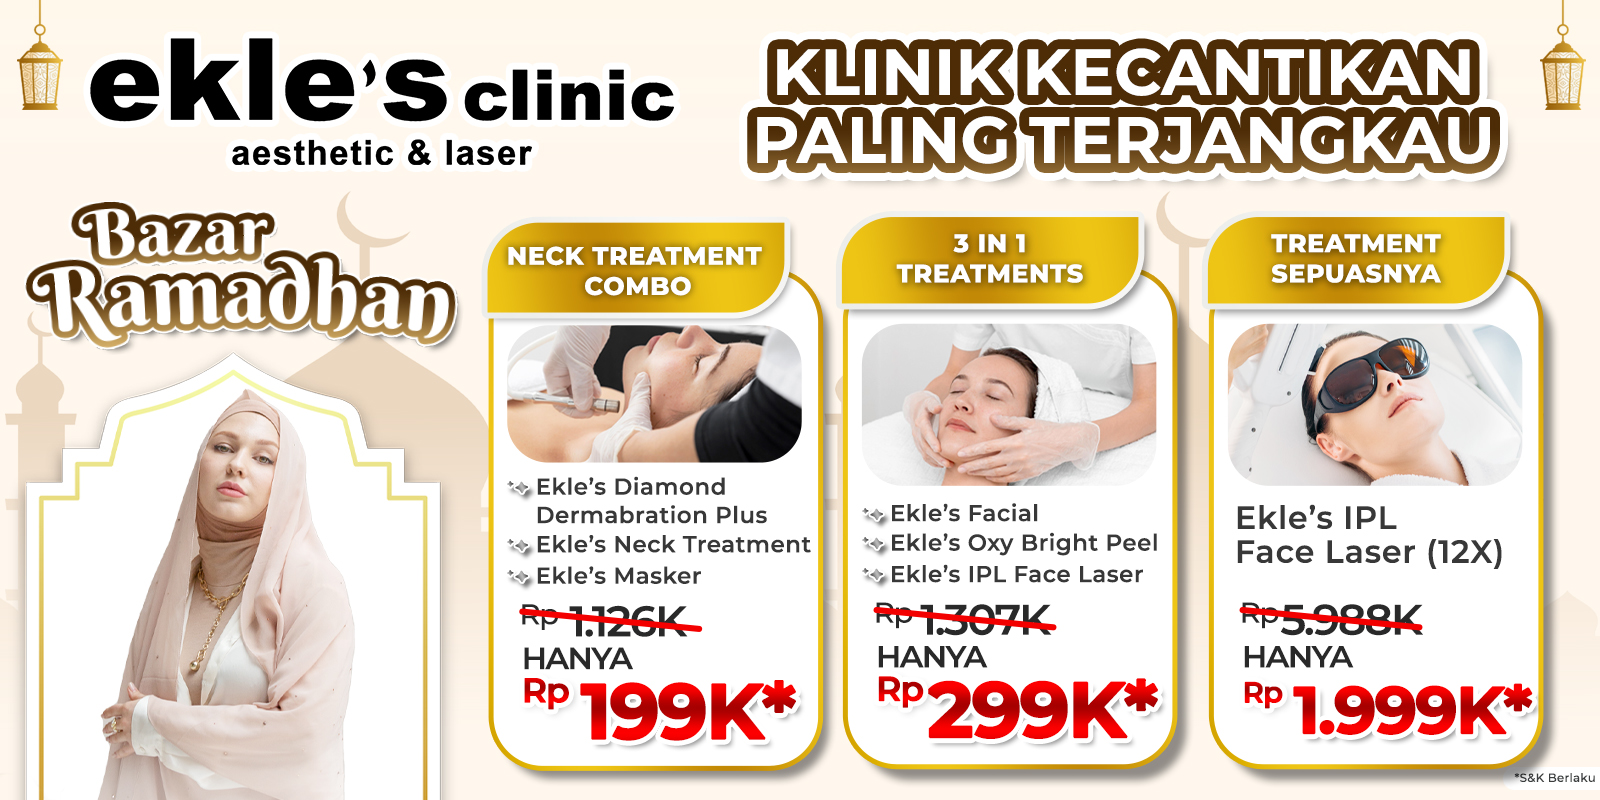 ekle's clinic
aesthetic & laser
KLINIK KECANTIKAN
PALING TERJANGKAU
Bazar
Ramadhan
NECK TREATMENT
COMBO
Ekle's Diamond
Dermabration Plus
Ekle's Neck Treatment
Ekle's Masker
Rp 1.126K
HANYA
Rp 199K*
3 IN 1
TREATMENTS
Ekle's Facial
Ekle's Oxy Bright Peel
Ekle's IPL Face Laser
Rp 1.307K
HANYA
Rp 299K*
TREATMENT
SEPUASNYA
Ekle's IPL
Face Laser (12X)
Rp 5.988K
HANYA
Rp 1.999K*
*S&K Berlaku